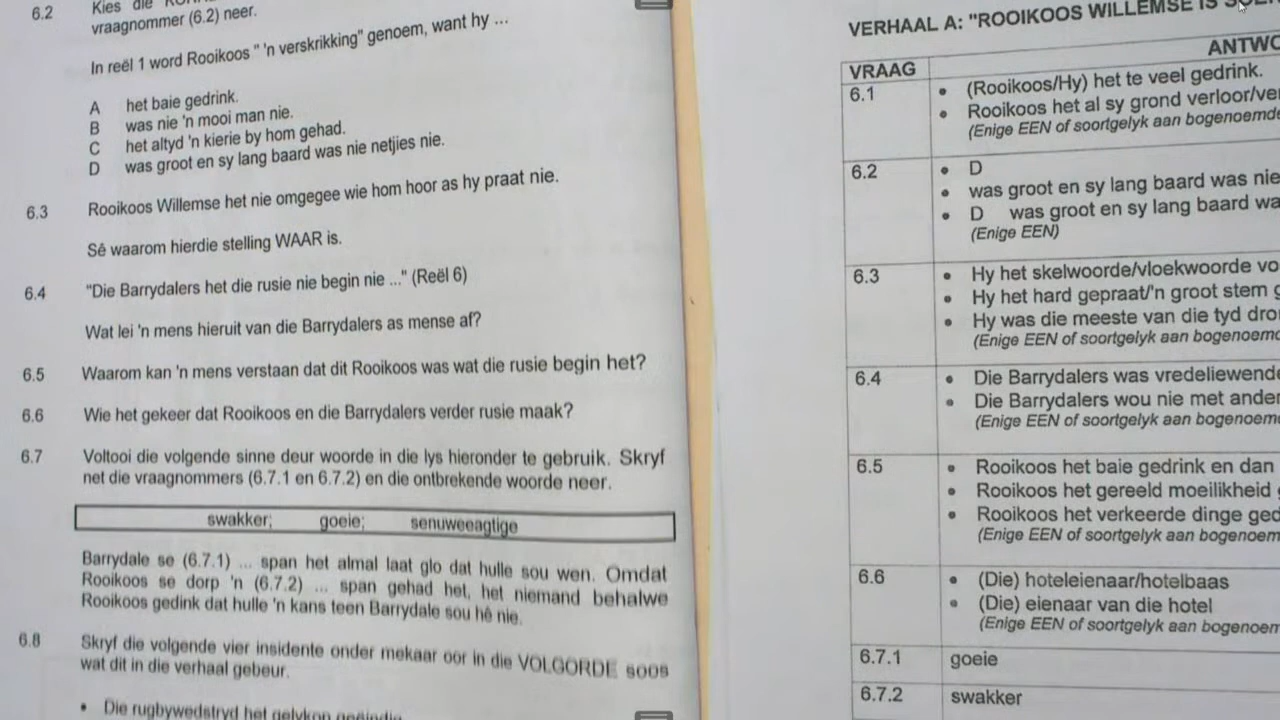 6.2 Kies die
vraagnommer (6.2) neer.
In reël 1 word Rooikoos " 'n verskrikking" genoem, want hy ...
A het baie gedrink.
B was nie 'n mooi man nie.
C het altyd 'n kierie by hom gehad.
D was groot en sy lang baard was nie netjies nie.
6.3 Rooikoos Willemse het nie omgegee wie hom hoor as hy praat nie.
Sê waarom hierdie stelling WAAR is.
6.4 "Die Barrydalers het die rusie nie begin nie ..." (Reël 6)
Wat lei 'n mens hieruit van die Barrydalers as mense af?
6.5 Waarom kan 'n mens verstaan dat dit Rooikoos was wat die rusie begin het?
6.6 Wie het gekeer dat Rooikoos en die Barrydalers verder rusie maak?
6.7 Voltooi die volgende sinne deur woorde in die lys hieronder te gebruik. Skryf
net die vraagnommers (6.7.1 en 6.7.2) en die ontbrekende woorde neer.
swakker; goeie; senuweeagtige
Barrydale se (6.7.1) ... span het almal laat glo dat hulle sou wen. Omdat
Rooikoos se dorp 'n (6.7.2) ... span gehad het, het niemand behalwe
Rooikoos gedink dat hulle 'n kans teen Barrydale sou hê nie.
6.8 Skryf die volgende vier insidente onder mekaar oor in die VOLGORDE soos
wat dit in die verhaal gebeur.
• Die rugbywedstryd het gelykop geëindig
VERHAAL A: "ROOIKOOS WILLEMSE IS
VRAAG ANTWO
6.1 • (Rooikoos/Hy) het te veel gedrink.
• Rooikoos het al sy grond verloor/ve
(Enige EEN of soortgelyk aan bogenoemde
6.2 • D
• was groot en sy lang baard was nie
• D was groot en sy lang baard wa
(Enige EEN)
6.3 • Hy het skelwoorde/vloekwoorde vo
• Hy het hard gepraat/'n groot stem g
• Hy was die meeste van die tyd dro
(Enige EEN of soortgelyk aan bogenoemd
6.4 • Die Barrydalers was vredeliewende
• Die Barrydalers wou nie met ander
(Enige EEN of soortgelyk aan bogenoemd
6.5 • Rooikoos het baie gedrink en dan
• Rooikoos het gereeld moeilikheid
• Rooikoos het verkeerde dinge ged
(Enige EEN of soortgelyk aan bogenoem
6.6 • (Die) hoteleienaar/hotelbaas
• (Die) eienaar van die hotel
(Enige EEN of soortgelyk aan bogenoem
6.7.1 goeie
6.7.2 swakker